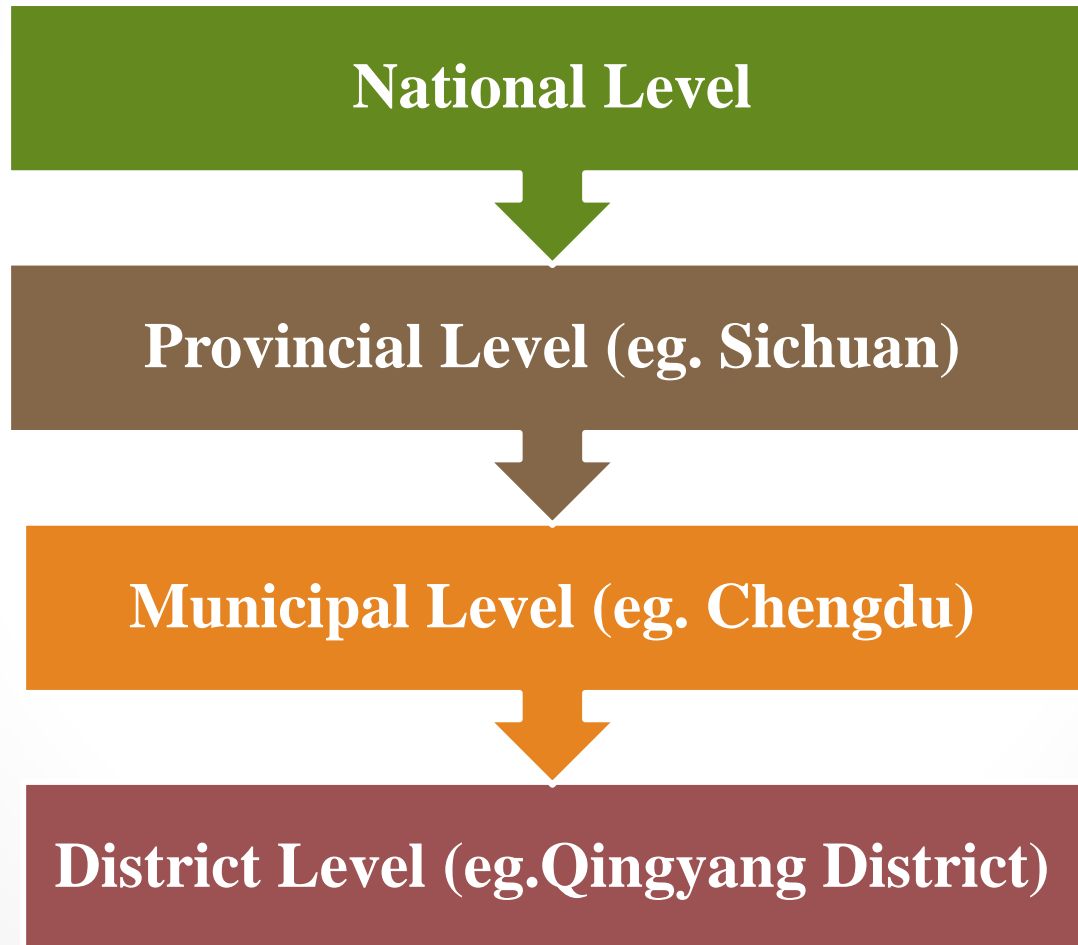 National Level
Provincial Level (eg. Sichuan)
Municipal Level (eg. Chengdu)
District Level (eg.Qingyang District)